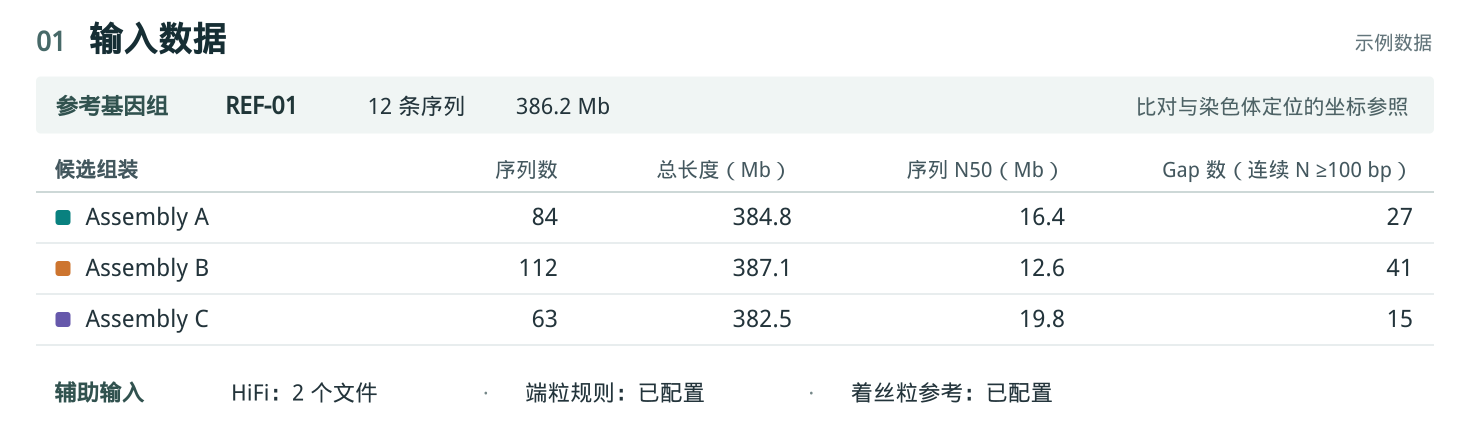 01 输入数据 示例数据
参考基因组 REF-01 12 条序列 386.2 Mb 比对与染色体定位的坐标参照
候选组装 序列数 总长度（Mb） 序列 N50（Mb） Gap 数（连续 N ≥100 bp）
Assembly A 84 384.8 16.4 27
Assembly B 112 387.1 12.6 41
Assembly C 63 382.5 19.8 15
辅助输入 HiFi：2 个文件 · 端粒规则：已配置 · 着丝粒参考：已配置